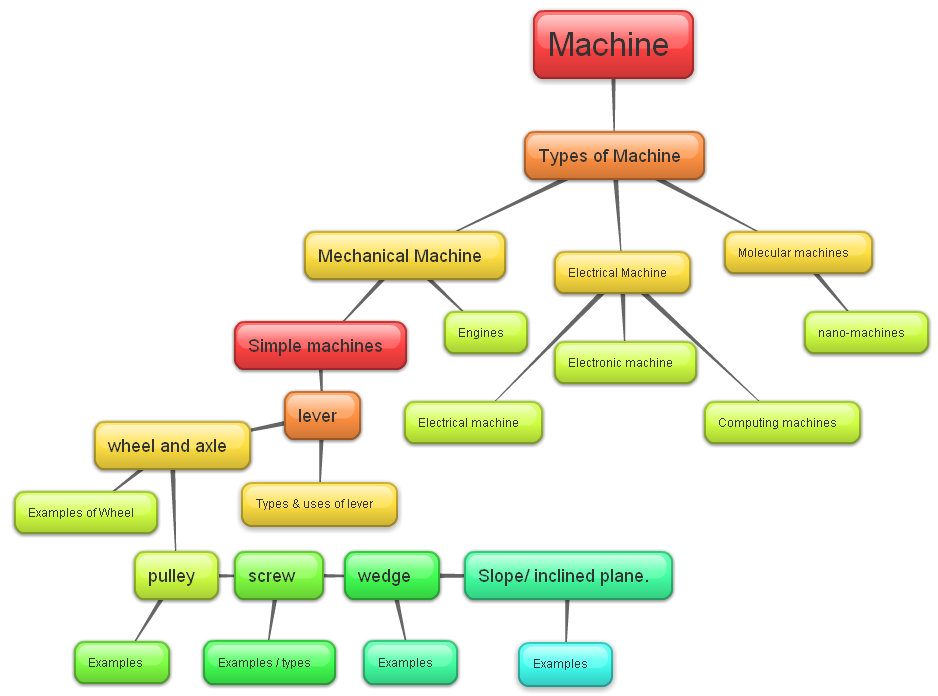 Machine
Types of Machine
Mechanical Machine
Electrical Machine
Molecular machines
Simple machines
Engines
Electronic machine
nano-machines
lever
Electrical machine
Computing machines
wheel and axle
Types & uses of lever
Examples of Wheel
pulley
screw
wedge
Slope/ inclined plane.
Examples
Examples / types
Examples
Examples